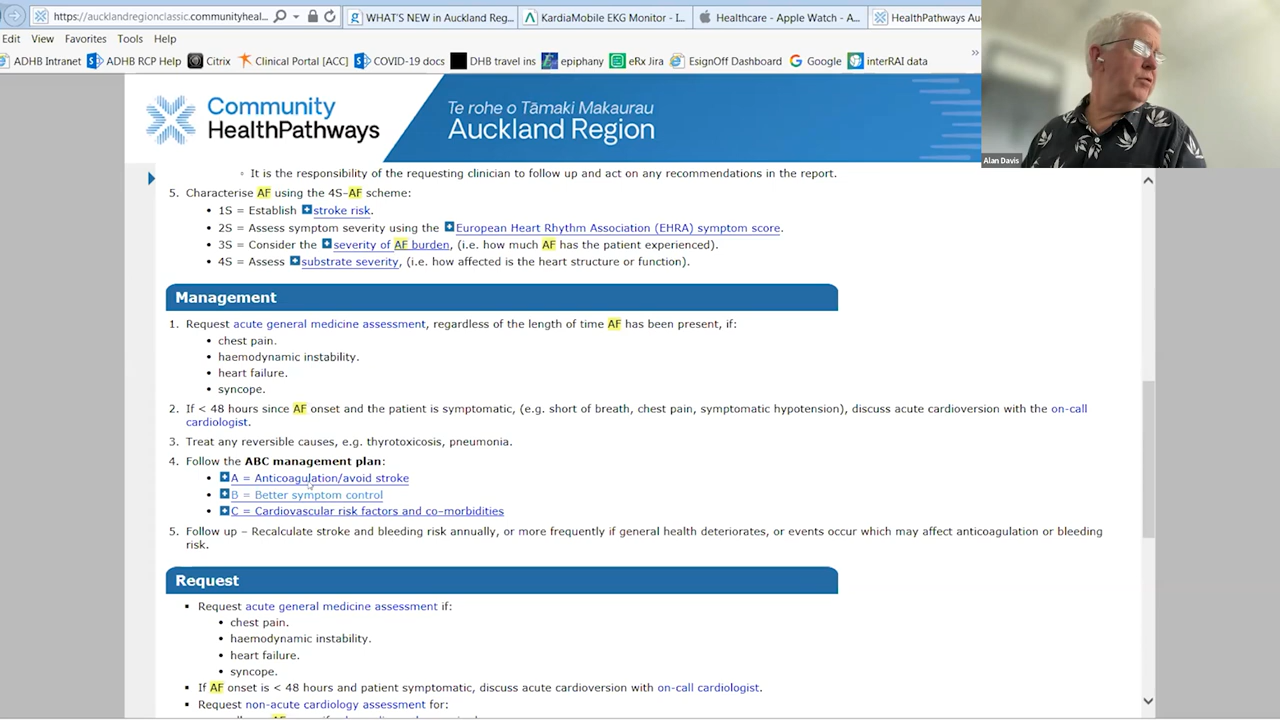 https://aucklandregionclassic.communityheal...
WHAT'S NEW in Auckland Reg...
KardiaMobile EKG Monitor - I...
Healthcare - Apple Watch - A...
HealthPathways Au
Edit View Favorites Tools Help
ADHB Intranet ADHB RCP Help Citrix Clinical Portal [ACC] COVID-19 docs DHB travel ins epiphany eRx Jira EsignOff Dashboard Google interRAI data »
Community
HealthPathways
Te rohe o Tāmaki Makaurau
Auckland Region
Alan Davis
It is the responsibility of the requesting clinician to follow up and act on any recommendations in the report.
5. Characterise AF using the 4S-AF scheme:
• 1S = Establish stroke risk.
• 2S = Assess symptom severity using the European Heart Rhythm Association (EHRA) symptom score.
• 3S = Consider the severity of AF burden, (i.e. how much AF has the patient experienced).
• 4S = Assess substrate severity, (i.e. how affected is the heart structure or function).
Management
1. Request acute general medicine assessment, regardless of the length of time AF has been present, if:
• chest pain.
• haemodynamic instability.
• heart failure.
• syncope.
2. If < 48 hours since AF onset and the patient is symptomatic, (e.g. short of breath, chest pain, symptomatic hypotension), discuss acute cardioversion with the on-call
cardiologist.
3. Treat any reversible causes, e.g. thyrotoxicosis, pneumonia.
4. Follow the ABC management plan:
• A = Anticoagulation/avoid stroke
• B = Better symptom control
• C = Cardiovascular risk factors and co-morbidities
5. Follow up – Recalculate stroke and bleeding risk annually, or more frequently if general health deteriorates, or events occur which may affect anticoagulation or bleeding
risk.
Request
▪ Request acute general medicine assessment if:
• chest pain.
• haemodynamic instability.
• heart failure.
• syncope.
▪ If AF onset is < 48 hours and patient symptomatic, discuss acute cardioversion with on-call cardiologist.
▪ Request non-acute cardiology assessment for: